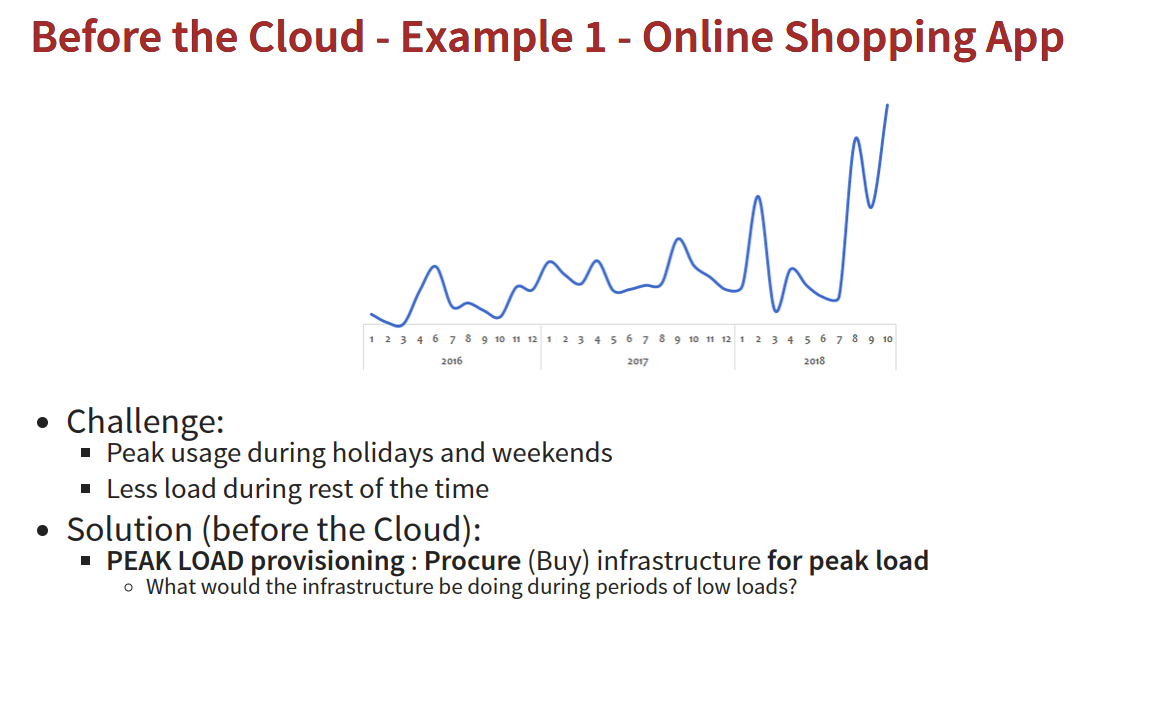 Before the Cloud - Example 1 - Online Shopping App
1 2 3 4 6 7 8 9 10 11 12 1 2 3 4 5 6 7 8 9 10 11 12 1 2 3 4 5 6 7 8 9 10
2016 2017 2018
Challenge:
Peak usage during holidays and weekends
Less load during rest of the time
Solution (before the Cloud):
PEAK LOAD provisioning : Procure (Buy) infrastructure for peak load
What would the infrastructure be doing during periods of low loads?